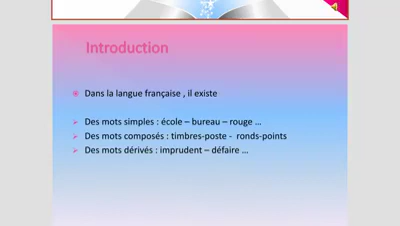 Introduction
Dans la langue française , il existe
Des mots simples : école – bureau – rouge ...
Des mots composés : timbres-poste - ronds-points
Des mots dérivés : imprudent – défaire ...